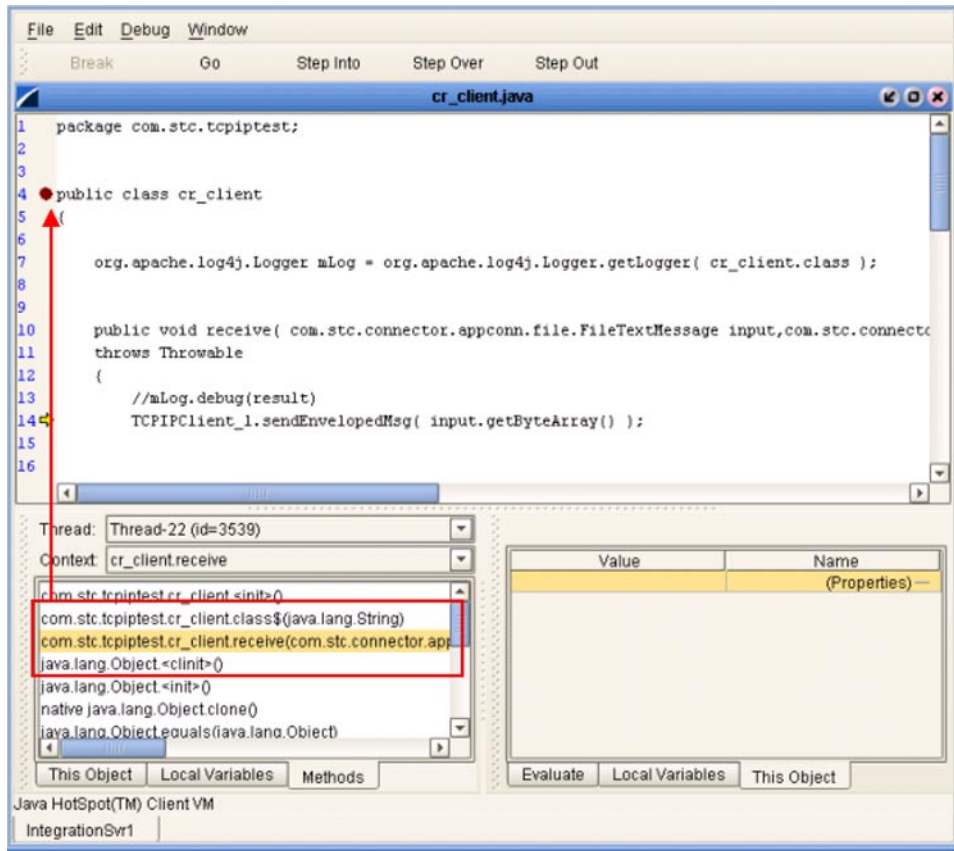 File Edit Debug Window
Break Go Step Into Step Over Step Out
cr_client.java
1 package com.stc.tcpiptest;
2
3
4 public class cr_client
5 {
6
7 org.apache.log4j.Logger mLog = org.apache.log4j.Logger.getLogger( cr_client.class );
8
9
10 public void receive( com.stc.connector.appconn.file.FileTextMessage input,com.stc.connecto
11 throws Throwable
12 {
13 //mLog.debug(result)
14 TCPIPClient_1.sendEnvelopedMsg( input.getByteArray() );
15
16
Thread: Thread-22 (id=3539)
Context: cr_client.receive
com.stc.tcpiptest.cr_client.<init>()
com.stc.tcpiptest.cr_client.class$(java.lang.String)
com.stc.tcpiptest.cr_client.receive(com.stc.connector.app
java.lang.Object.<clinit>()
java.lang.Object.<init>()
native java.lang.Object.clone()
java.lang.Object.equals(java.lang.Object)
This Object Local Variables Methods
Value Name
(Properties)
Evaluate Local Variables This Object
Java HotSpot(TM) Client VM
IntegrationSvr1